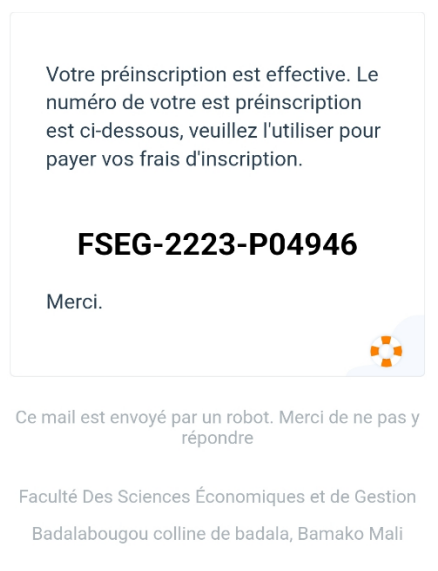 Votre préinscription est effective. Le
numéro de votre est préinscription
est ci-dessous, veuillez l'utiliser pour
payer vos frais d'inscription.
FSEG-2223-P04946
Merci.
Ce mail est envoyé par un robot. Merci de ne pas y
répondre
Faculté Des Sciences Économiques et de Gestion
Badalabougou colline de badala, Bamako Mali